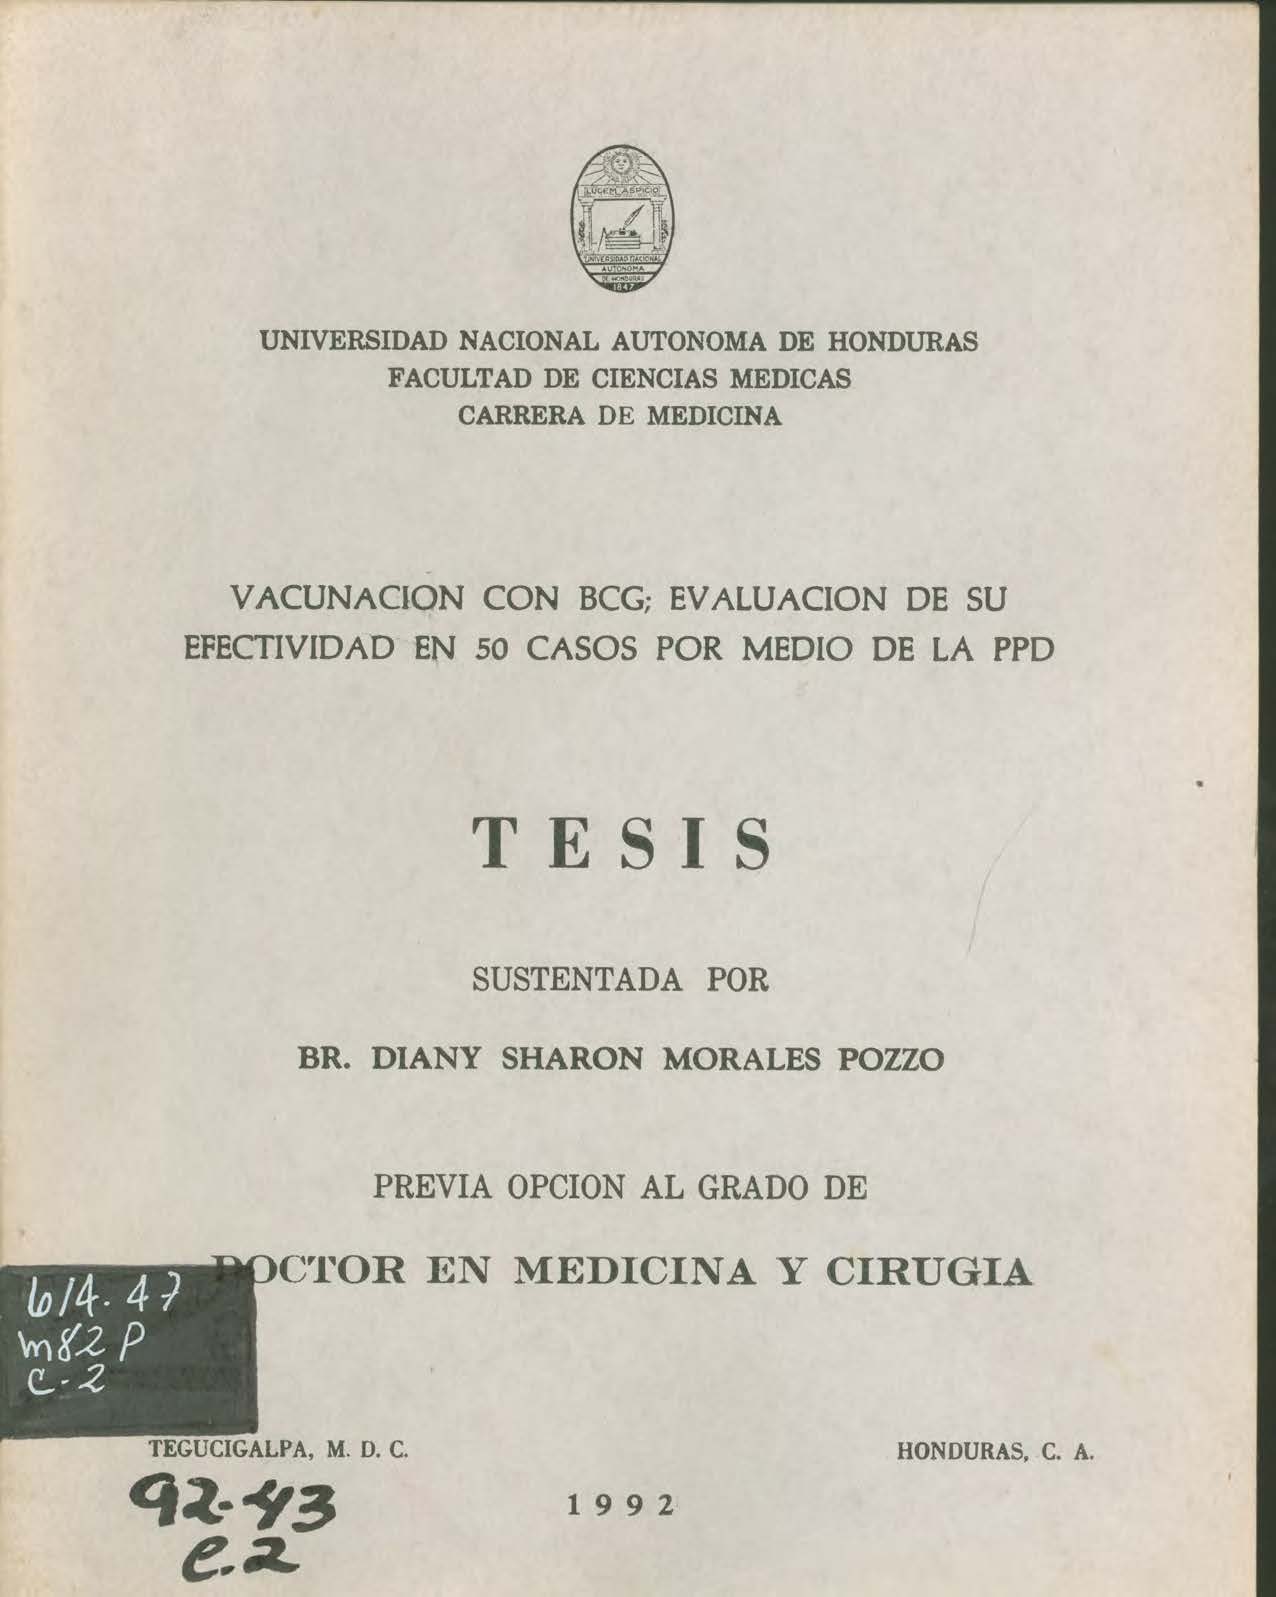 LUCEM ASPICIO
UNIVERSIDAD NACIONAL
AUTONOMA
DE HONDURAS
1847
UNIVERSIDAD NACIONAL AUTONOMA DE HONDURAS
FACULTAD DE CIENCIAS MEDICAS
CARRERA DE MEDICINA
VACUNACION CON BCG; EVALUACION DE SU
EFECTIVIDAD EN 50 CASOS POR MEDIO DE LA PPD
TESIS
SUSTENTADA POR
BR. DIANY SHARON MORALES POZZO
PREVIA OPCION AL GRADO DE
DOCTOR EN MEDICINA Y CIRUGIA
614.47
M82 P
C-2
TEGUCIGALPA, M. D. C.
HONDURAS, C. A.
92-43
C.2
1992